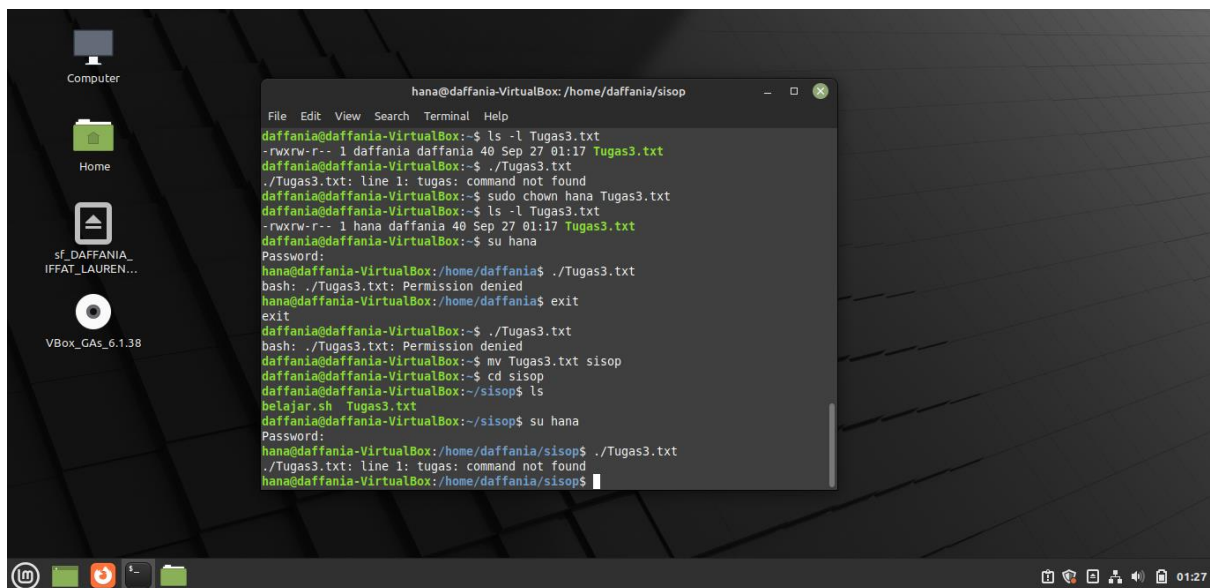 Computer
Home
sf_DAFFANIA_
IFFAT_LAUREN...
VBox_GAs_6.1.38
hana@daffania-VirtualBox: /home/daffania/sisop
File Edit View Search Terminal Help
daffania@daffania-VirtualBox:~$ ls -l Tugas3.txt
-rwxrw-r-- 1 daffania daffania 40 Sep 27 01:17 Tugas3.txt
daffania@daffania-VirtualBox:~$ ./Tugas3.txt
./Tugas3.txt: line 1: tugas: command not found
daffania@daffania-VirtualBox:~$ sudo chown hana Tugas3.txt
daffania@daffania-VirtualBox:~$ ls -l Tugas3.txt
-rwxrw-r-- 1 hana daffania 40 Sep 27 01:17 Tugas3.txt
daffania@daffania-VirtualBox:~$ su hana
Password:
hana@daffania-VirtualBox:/home/daffania$ ./Tugas3.txt
bash: ./Tugas3.txt: Permission denied
hana@daffania-VirtualBox:/home/daffania$ exit
exit
daffania@daffania-VirtualBox:~$ ./Tugas3.txt
bash: ./Tugas3.txt: Permission denied
daffania@daffania-VirtualBox:~$ mv Tugas3.txt sisop
daffania@daffania-VirtualBox:~$ cd sisop
daffania@daffania-VirtualBox:~/sisop$ ls
belajar.sh Tugas3.txt
daffania@daffania-VirtualBox:~/sisop$ su hana
Password:
hana@daffania-VirtualBox:/home/daffania/sisop$ ./Tugas3.txt
./Tugas3.txt: line 1: tugas: command not found
hana@daffania-VirtualBox:/home/daffania/sisop$
01:27